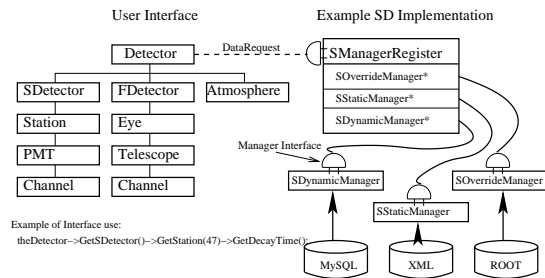 User Interface
Example SD Implementation
Detector
DataRequest
SManagerRegister
SOverrideManager*
SStaticManager*
SDynamicManager*
SDetector
FDetector
Atmosphere
Station
Eye
PMT
Telescope
Channel
Channel
Manager Interface
SDynamicManager
SStaticManager
SOverrideManager
MySQL
XML
ROOT
Example of Interface use:
theDetector->GetSDetector()->GetStation(47)->GetDecayTime();